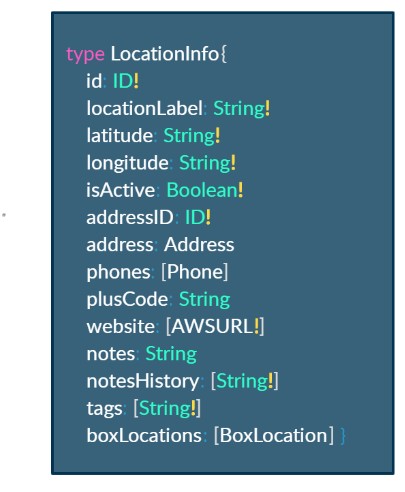 type LocationInfo{
id: ID!
locationLabel: String!
latitude: String!
longitude: String!
isActive: Boolean!
addressID: ID!
address: Address
phones: [Phone]
plusCode: String
website: [AWSURL!]
notes: String
notesHistory: [String!]
tags: [String!]
boxLocations: [BoxLocation] }